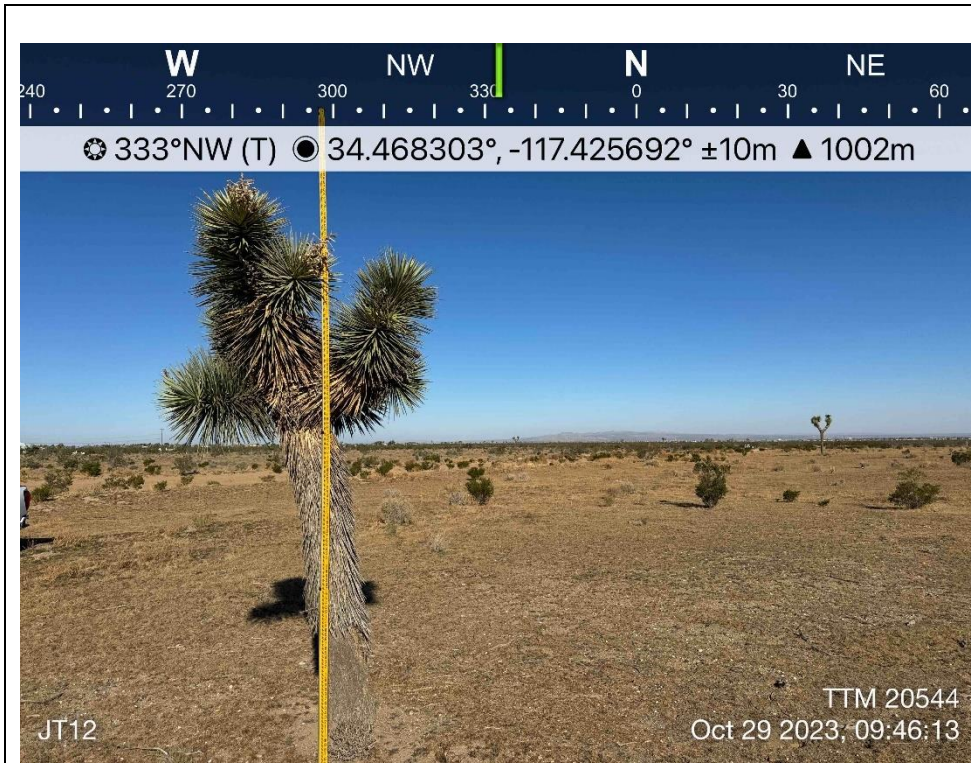 W NW N NE
240 270 300 330 0 30 60
333°NW (T) 34.468303°, -117.425692° ±10m ▲ 1002m
TTM 20544
JT12 Oct 29 2023, 09:46:13